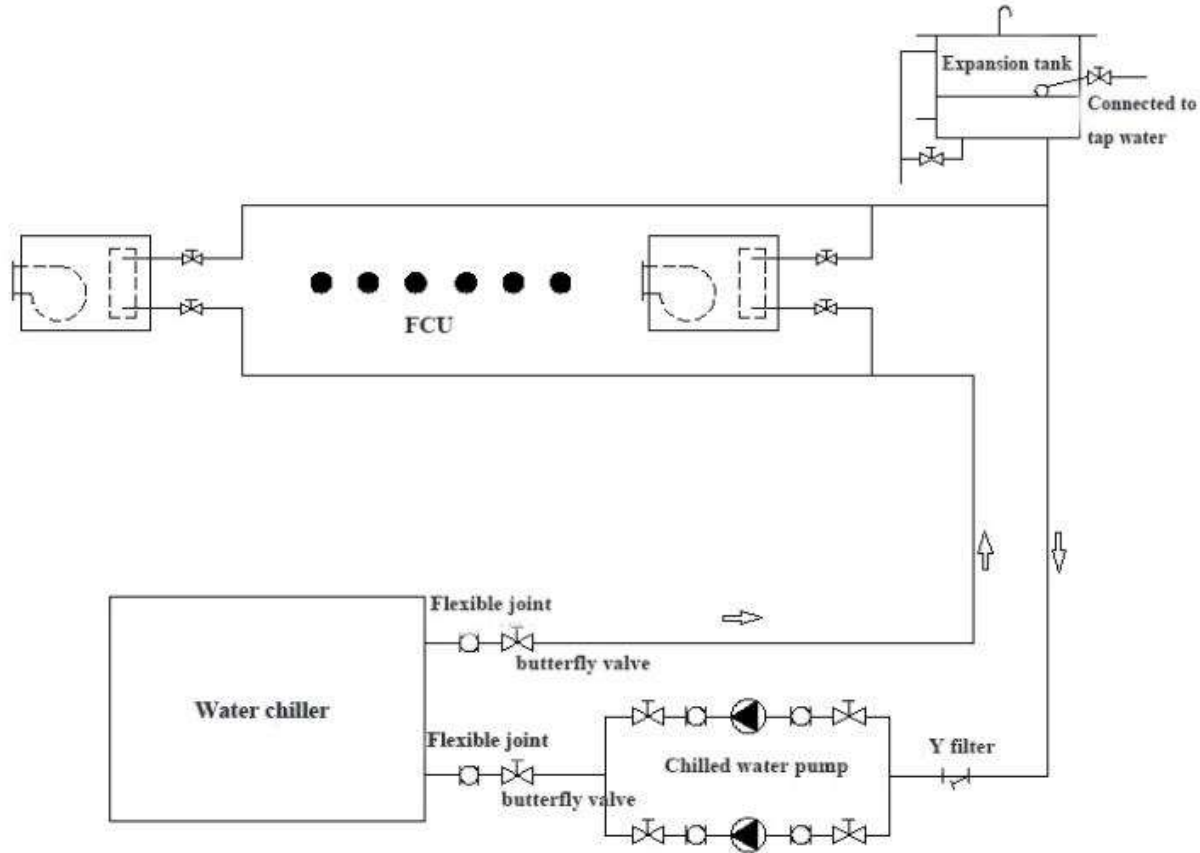 Expansion tank
Connected to
tap water
FCU
Flexible joint
butterfly valve
Water chiller
Flexible joint
butterfly valve
Chilled water pump
Y filter